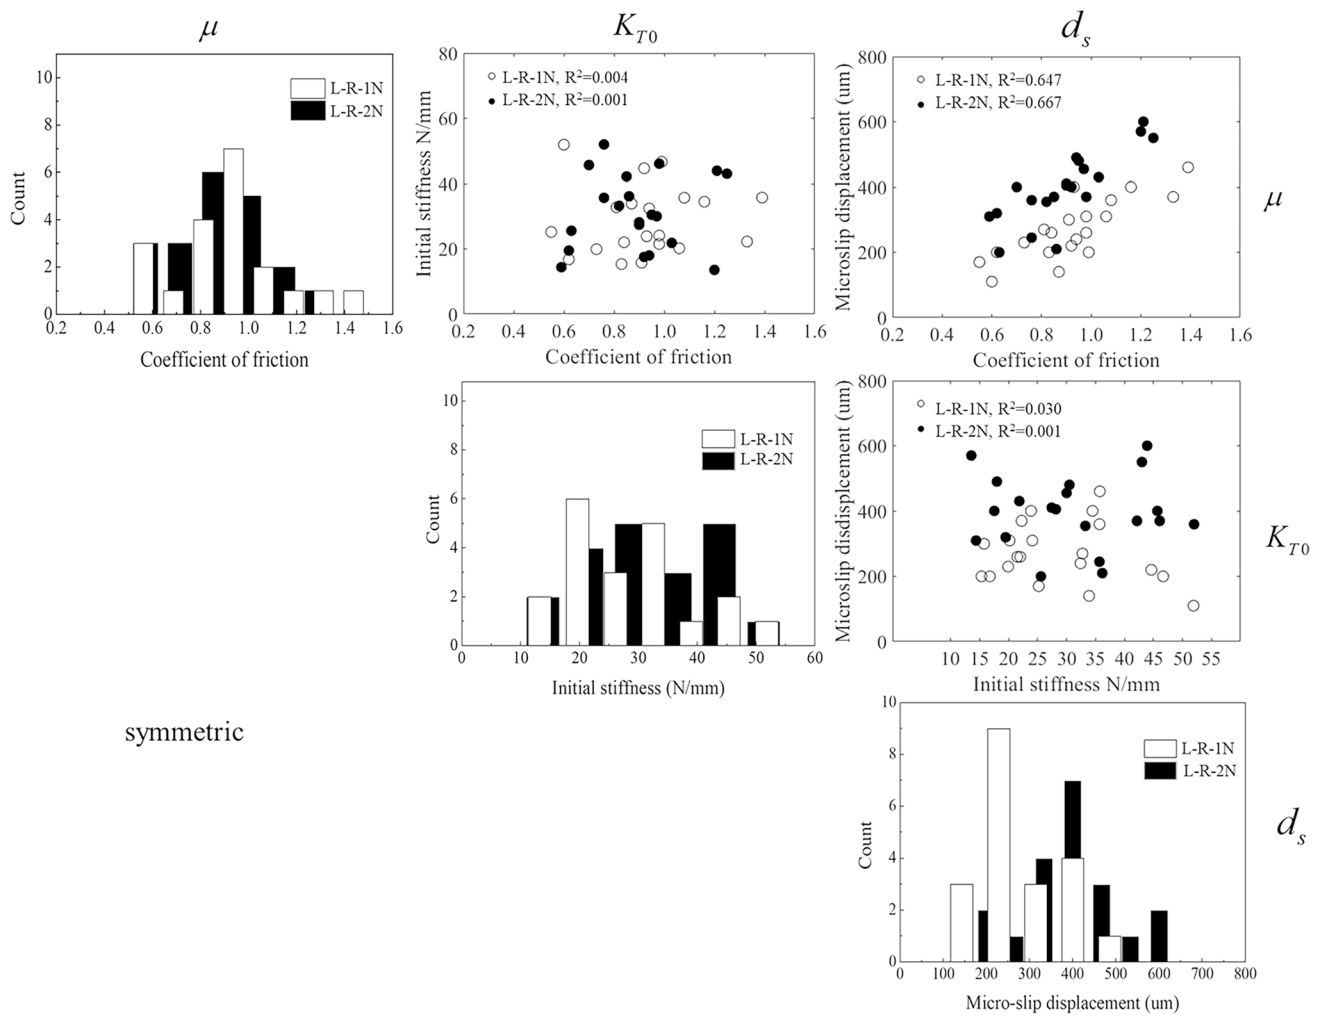 μ
K_T0
d_s
10
8
6
4
2
0
Count
L-R-1N
L-R-2N
0.2 0.4 0.6 0.8 1.0 1.2 1.4 1.6
Coefficient of friction
80
60
40
20
0
Initial stiffness N/mm
L-R-1N, R²=0.004
L-R-2N, R²=0.001
0.2 0.4 0.6 0.8 1.0 1.2 1.4 1.6
Coefficient of friction
800
600
400
200
0
Microslip displacement (um)
L-R-1N, R²=0.647
L-R-2N, R²=0.667
0.2 0.4 0.6 0.8 1.0 1.2 1.4 1.6
Coefficient of friction
μ
10
8
6
4
2
0
Count
L-R-1N
L-R-2N
0 10 20 30 40 50 60
Initial stiffness (N/mm)
800
600
400
200
0
Microslip disdisplcement (um)
L-R-1N, R²=0.030
L-R-2N, R²=0.001
10 15 20 25 30 35 40 45 50 55
Initial stiffness N/mm
K_T0
symmetric
10
8
6
4
2
0
Count
L-R-1N
L-R-2N
0 100 200 300 400 500 600 700 800
Micro-slip displacement (um)
d_s